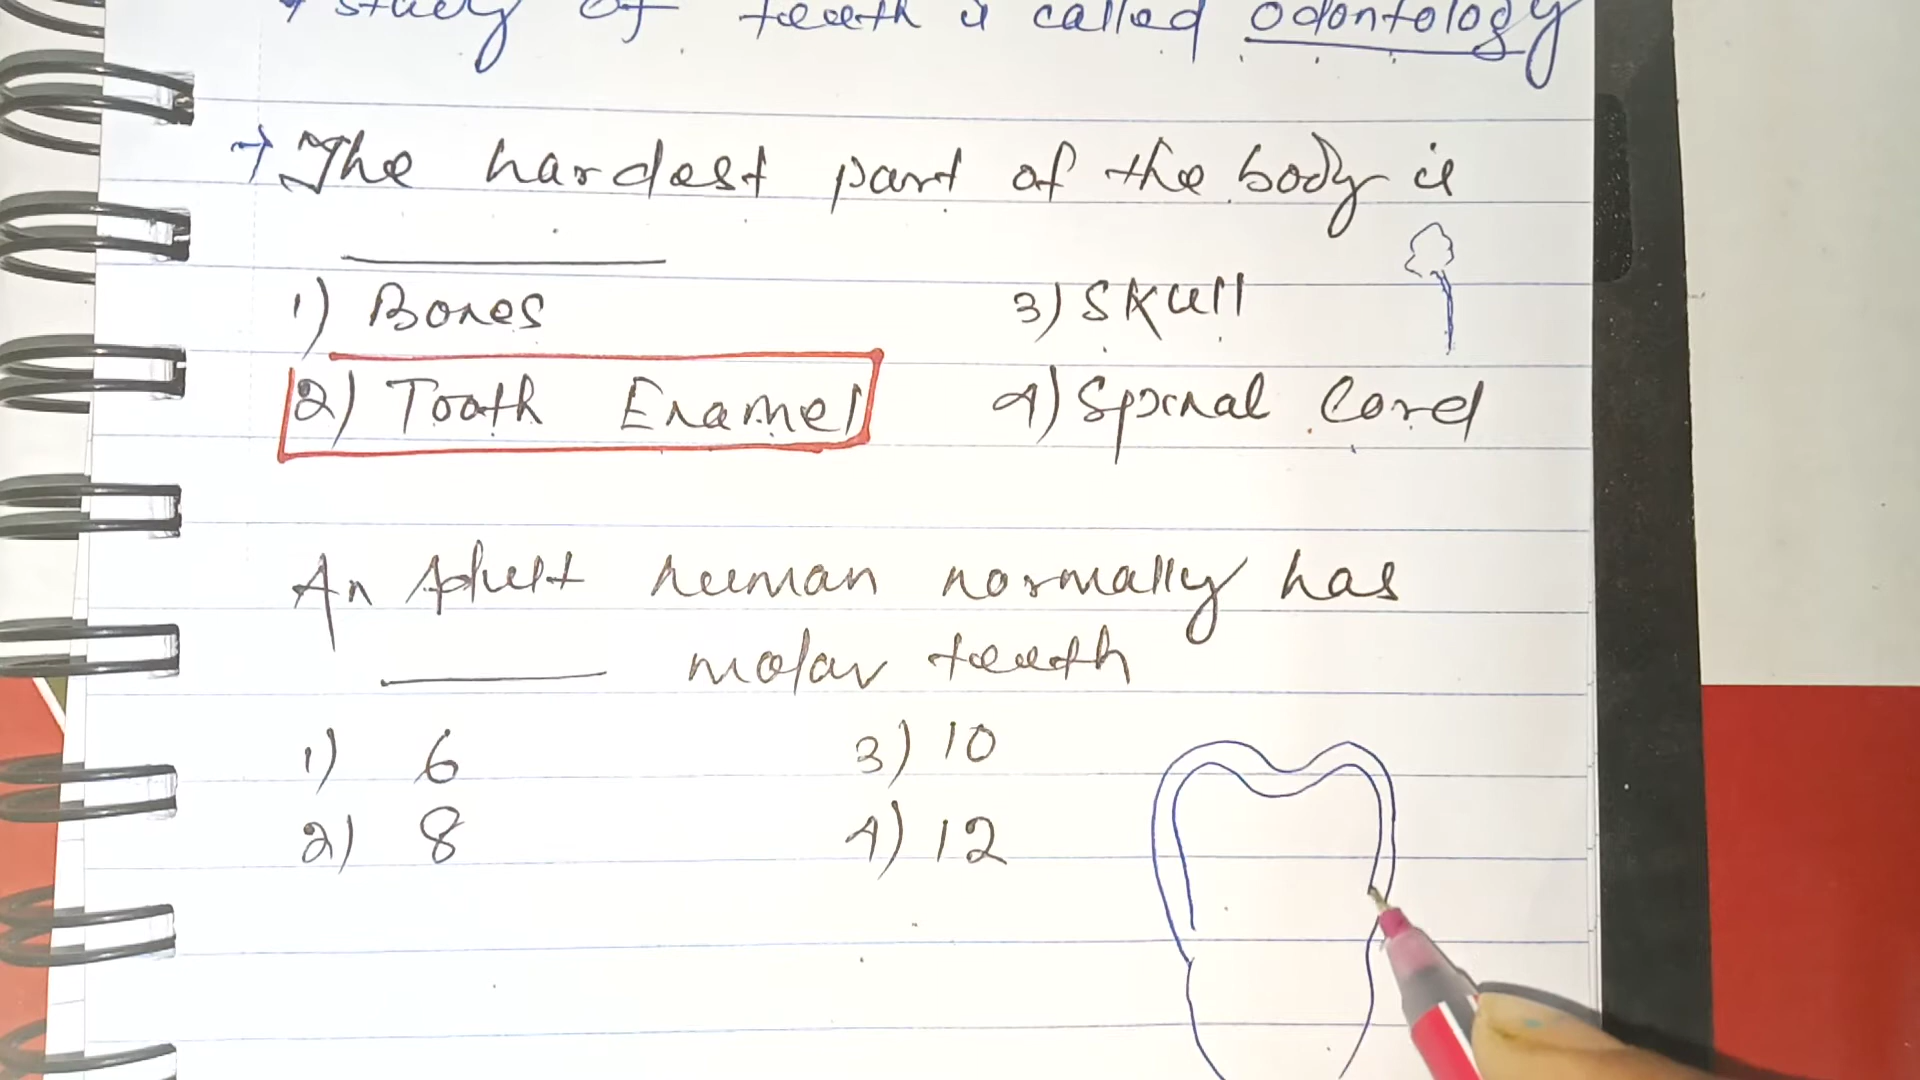 → study of teeth is called odontology
→ The hardest part of the body is
1) Bones 3) Skull
2) Tooth Enamel 4) Spinal Cord
An Adult human normally has
molar teeth
1) 6 3) 10
2) 8 4) 12